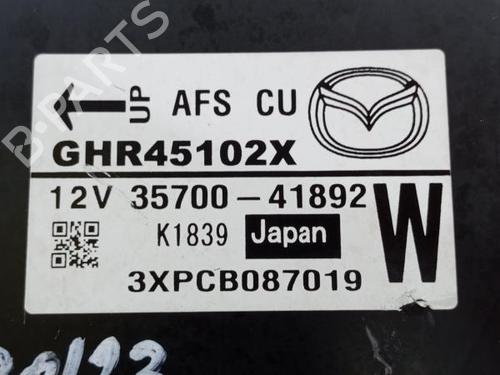 UP AFS CU
GHR45102X
12V 35700-41892 W
K1839 Japan
3XPCB087019
B-PARTS